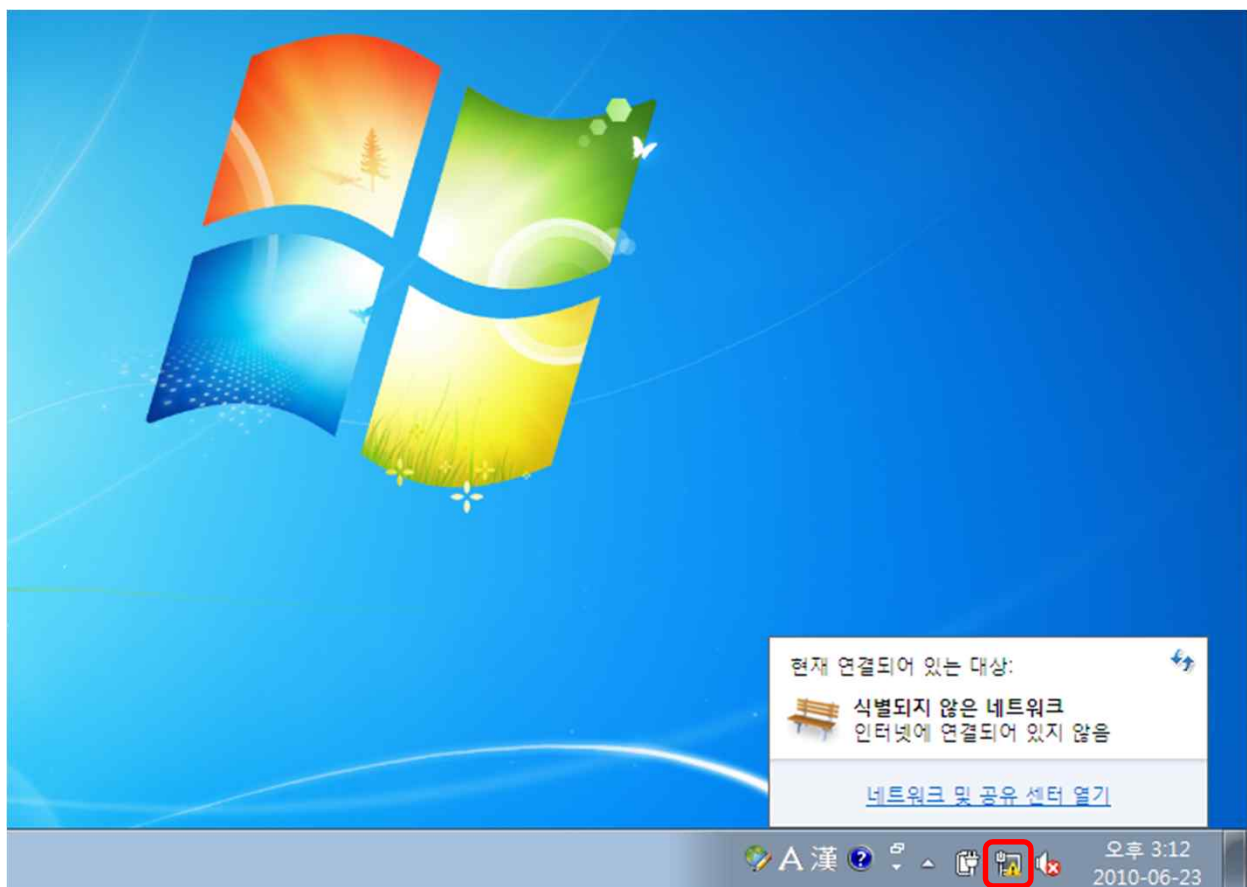 현재 연결되어 있는 대상:
식별되지 않은 네트워크
인터넷에 연결되어 있지 않음
네트워크 및 공유 센터 열기
A 漢 ?
오후 3:12
2010-06-23